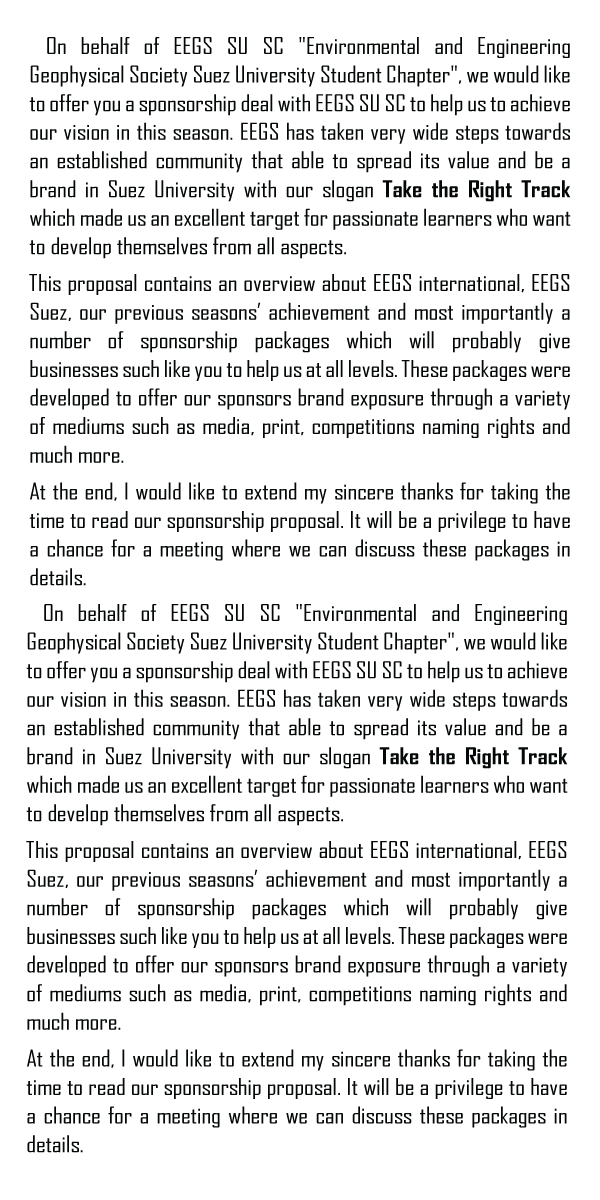 On behalf of EEGS SU SC "Environmental and Engineering
Geophysical Society Suez University Student Chapter", we would like
to offer you a sponsorship deal with EEGS SU SC to help us to achieve
our vision in this season. EEGS has taken very wide steps towards
an established community that able to spread its value and be a
brand in Suez University with our slogan Take the Right Track
which made us an excellent target for passionate learners who want
to develop themselves from all aspects.
This proposal contains an overview about EEGS international, EEGS
Suez, our previous seasons’ achievement and most importantly a
number of sponsorship packages which will probably give
businesses such like you to help us at all levels. These packages were
developed to offer our sponsors brand exposure through a variety
of mediums such as media, print, competitions naming rights and
much more.
At the end, I would like to extend my sincere thanks for taking the
time to read our sponsorship proposal. It will be a privilege to have
a chance for a meeting where we can discuss these packages in
details.
On behalf of EEGS SU SC "Environmental and Engineering
Geophysical Society Suez University Student Chapter", we would like
to offer you a sponsorship deal with EEGS SU SC to help us to achieve
our vision in this season. EEGS has taken very wide steps towards
an established community that able to spread its value and be a
brand in Suez University with our slogan Take the Right Track
which made us an excellent target for passionate learners who want
to develop themselves from all aspects.
This proposal contains an overview about EEGS international, EEGS
Suez, our previous seasons’ achievement and most importantly a
number of sponsorship packages which will probably give
businesses such like you to help us at all levels. These packages were
developed to offer our sponsors brand exposure through a variety
of mediums such as media, print, competitions naming rights and
much more.
At the end, I would like to extend my sincere thanks for taking the
time to read our sponsorship proposal. It will be a privilege to have
a chance for a meeting where we can discuss these packages in
details.